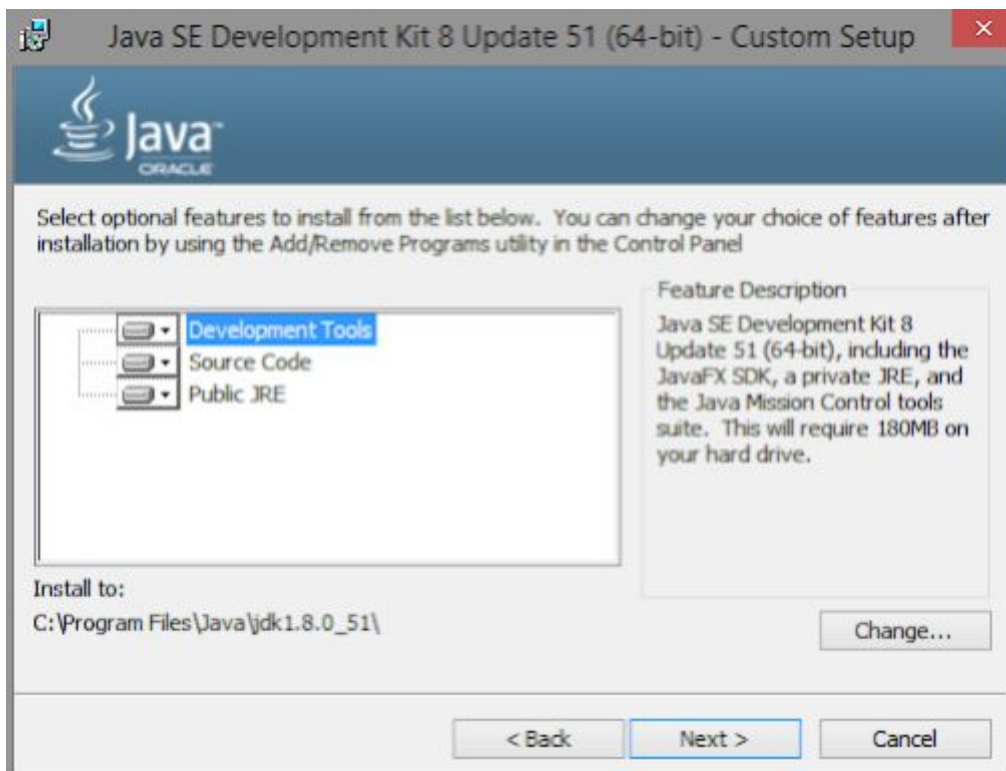 Java SE Development Kit 8 Update 51 (64-bit) - Custom Setup
Java™
ORACLE
Select optional features to install from the list below. You can change your choice of features after
installation by using the Add/Remove Programs utility in the Control Panel
Development Tools
Source Code
Public JRE
Feature Description
Java SE Development Kit 8
Update 51 (64-bit), including the
JavaFX SDK, a private JRE, and
the Java Mission Control tools
suite. This will require 180MB on
your hard drive.
Install to:
C:\Program Files\Java\jdk1.8.0_51\
Change...
< Back
Next >
Cancel